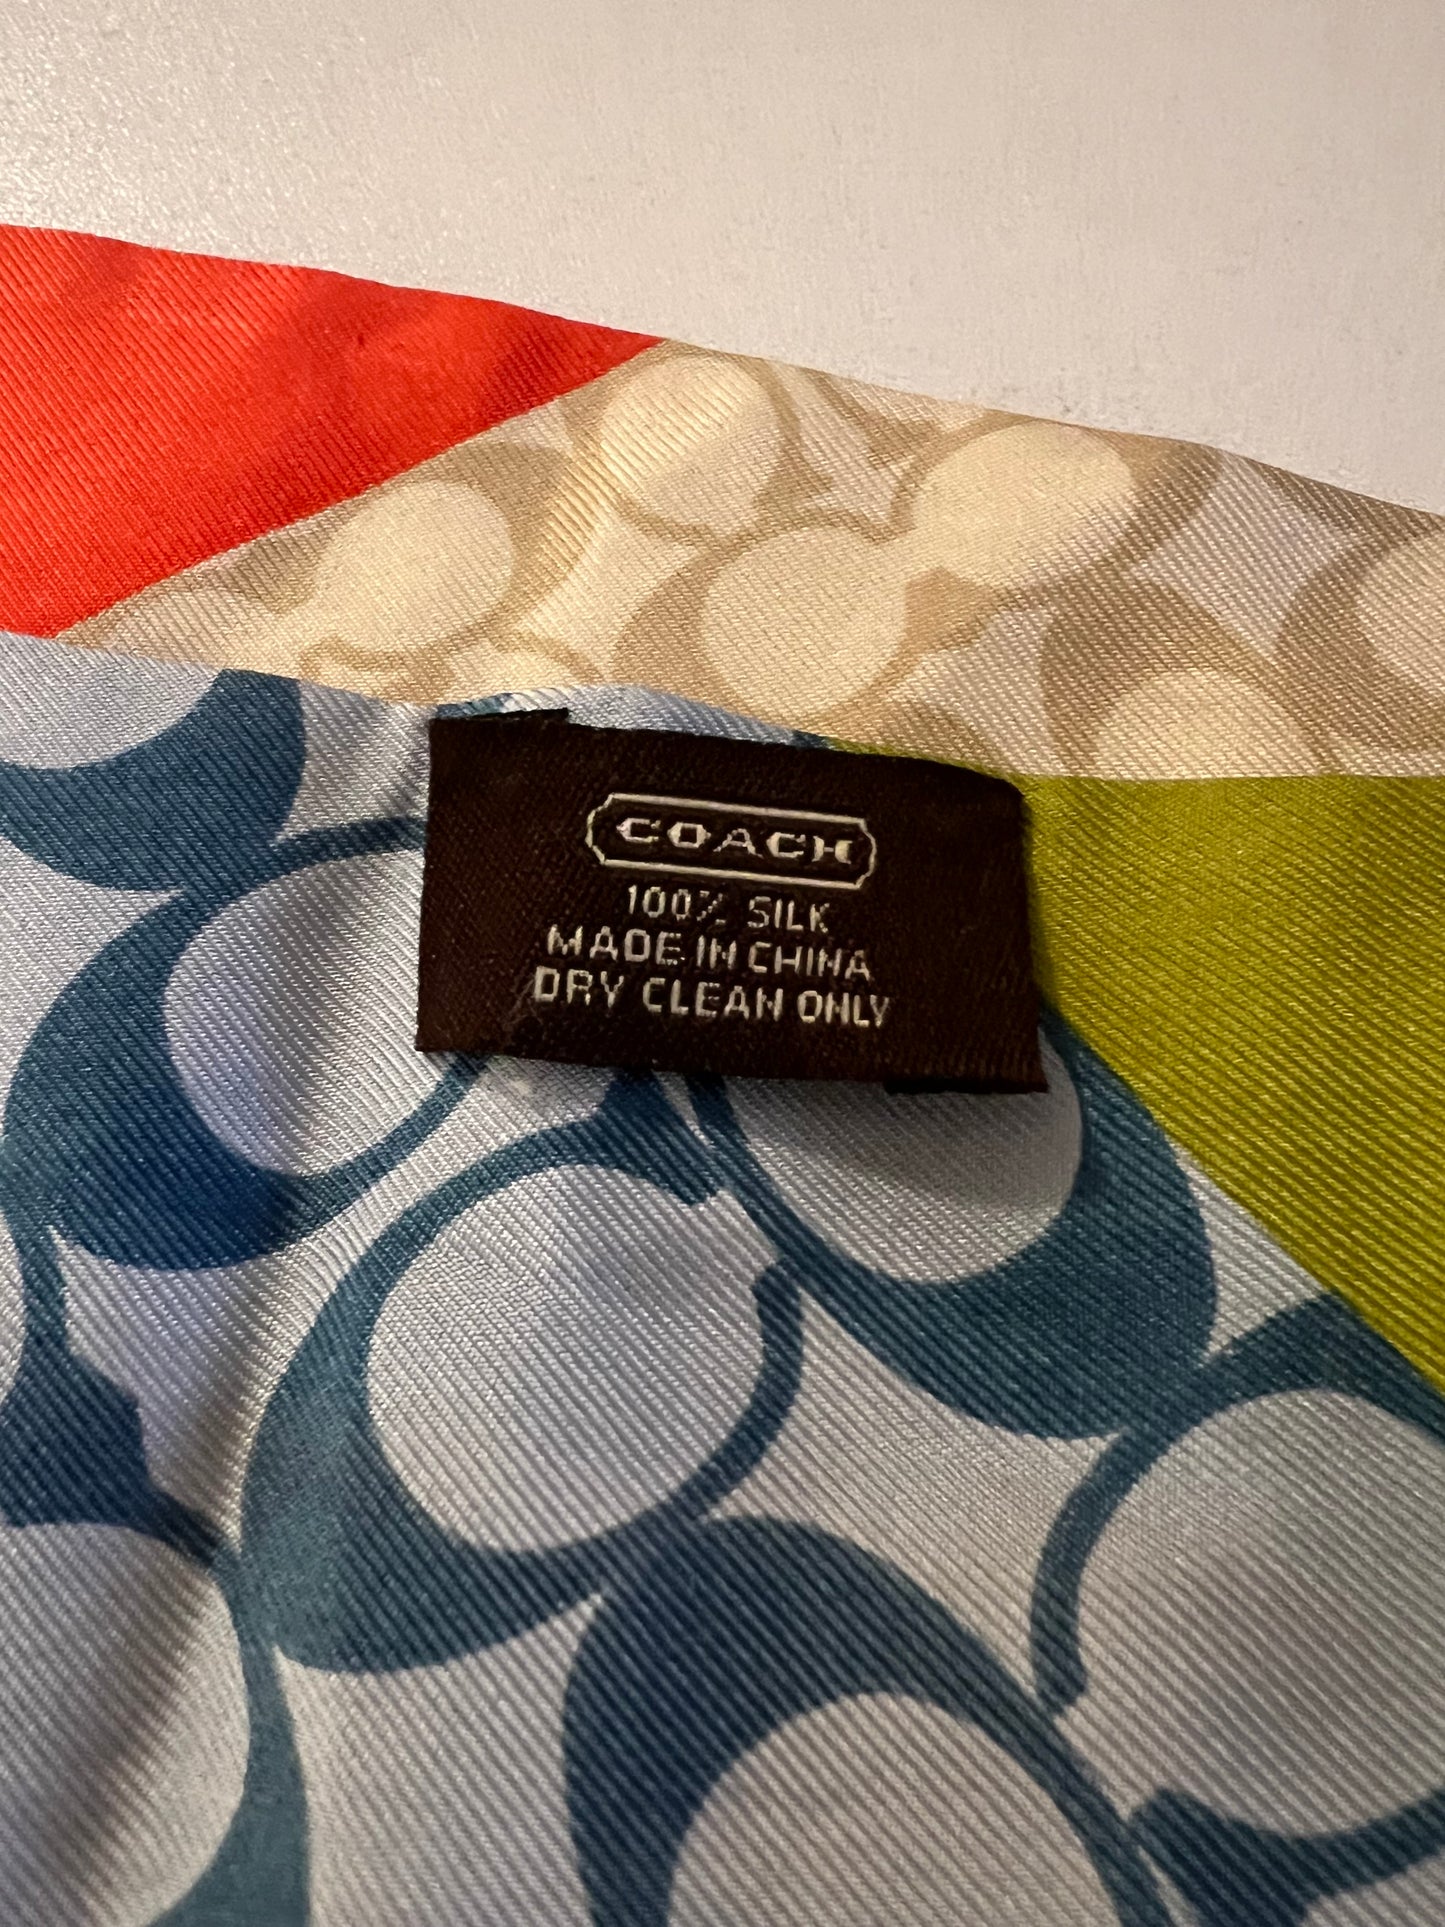 COACH
100% SILK
MADE IN CHINA
DRY CLEAN ONLY